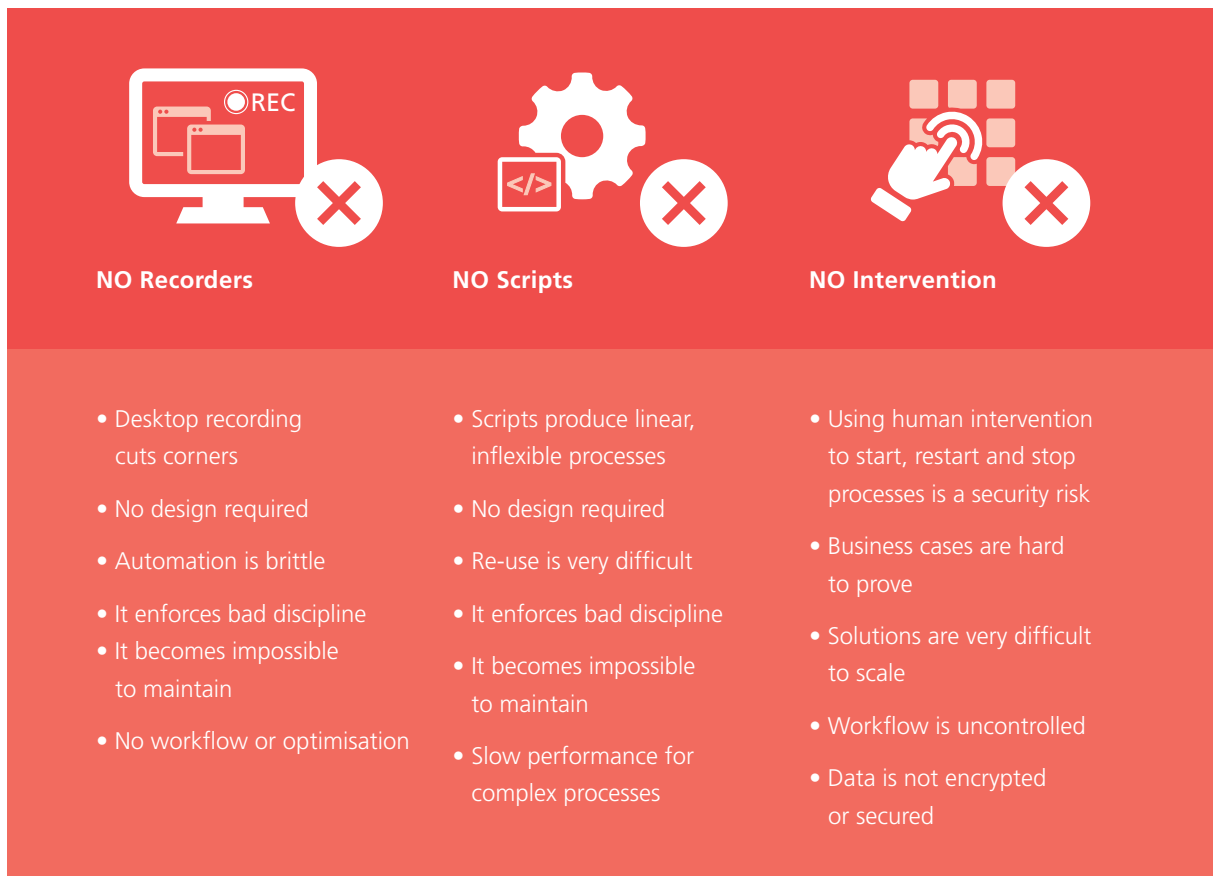 REC
</>
NO Recorders
NO Scripts
NO Intervention
• Desktop recording
cuts corners
• No design required
• Automation is brittle
• It enforces bad discipline
• It becomes impossible
to maintain
• No workflow or optimisation
• Scripts produce linear,
inflexible processes
• No design required
• Re-use is very difficult
• It enforces bad discipline
• It becomes impossible
to maintain
• Slow performance for
complex processes
• Using human intervention
to start, restart and stop
processes is a security risk
• Business cases are hard
to prove
• Solutions are very difficult
to scale
• Workflow is uncontrolled
• Data is not encrypted
or secured